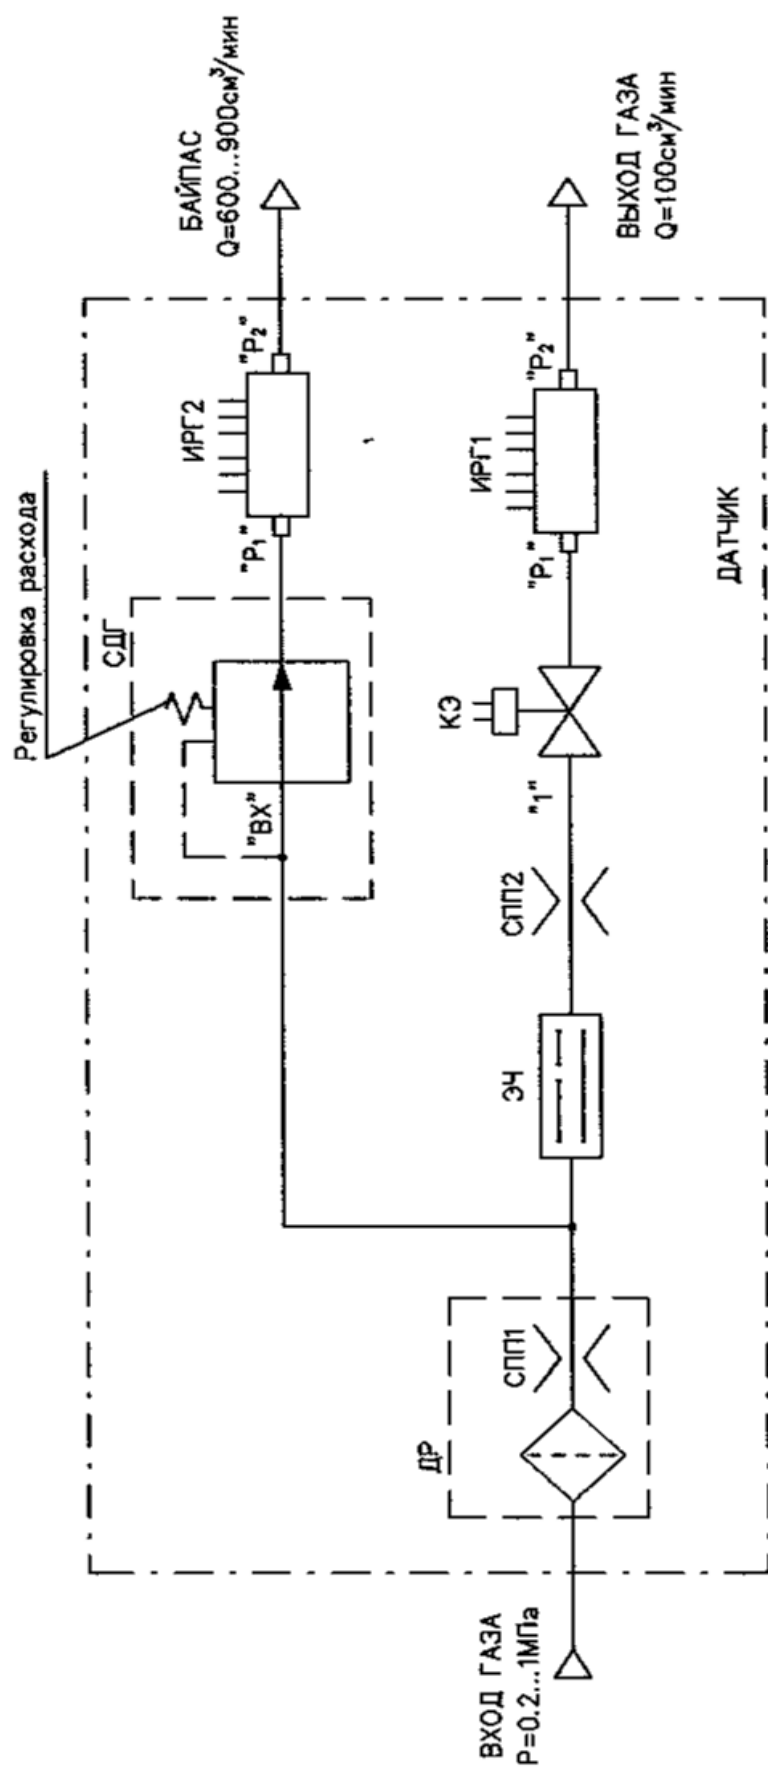 Регулировка расхода
СДГ
"ВХ"
"P₁"
ИРГ2
"P₂"
БАЙПАС
Q=600...900см³/мин
ВХОД ГАЗА
P=0.2...1МПа
ДР
СПП1
ЭЧ
СПП2
"1"
КЭ
"P₁"
ИРГ1
"P₂"
ВЫХОД ГАЗА
Q=100см³/мин
ДАТЧИК